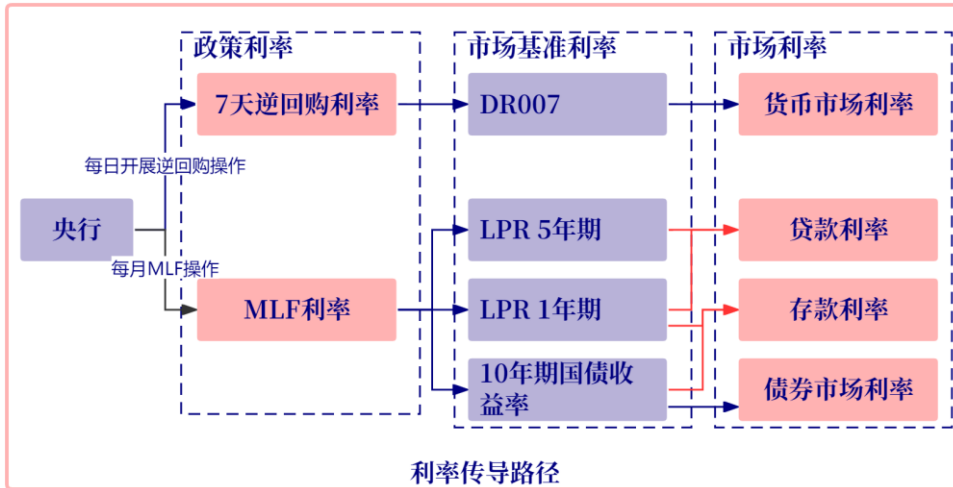 政策利率
市场基准利率
市场利率
7天逆回购利率
DR007
货币市场利率
每日开展逆回购操作
央行
LPR 5年期
贷款利率
每月MLF操作
MLF利率
LPR 1年期
存款利率
10年期国债收
益率
债券市场利率
利率传导路径